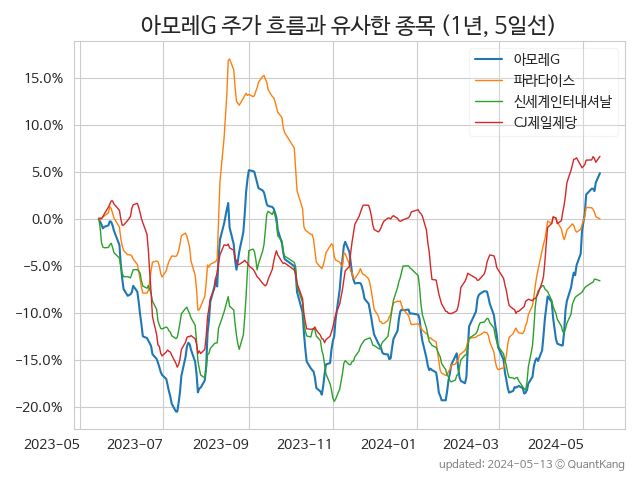 아모레G 주가 흐름과 유사한 종목 (1년, 5일선)
아모레G
파라다이스
신세계인터내셔날
CJ제일제당
15.0%
10.0%
5.0%
0.0%
-5.0%
-10.0%
-15.0%
-20.0%
2023-05 2023-07 2023-09 2023-11 2024-01 2024-03 2024-05
updated: 2024-05-13 © QuantKang